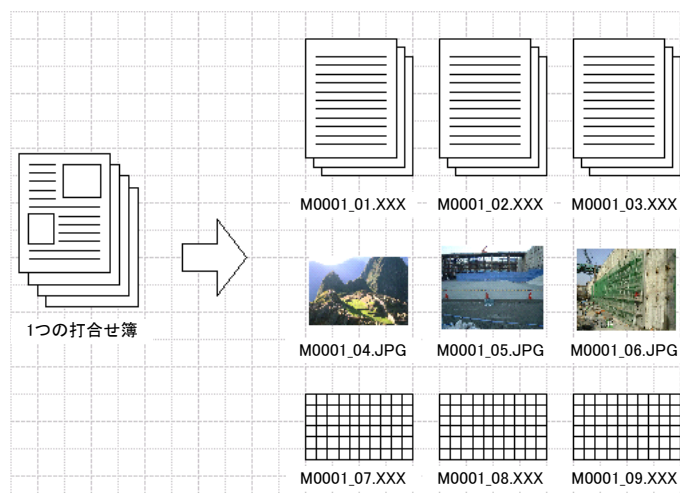 M0001_01.XXX
M0001_02.XXX
M0001_03.XXX
1つの打合せ簿
M0001_04.JPG
M0001_05.JPG
M0001_06.JPG
M0001_07.XXX
M0001_08.XXX
M0001_09.XXX